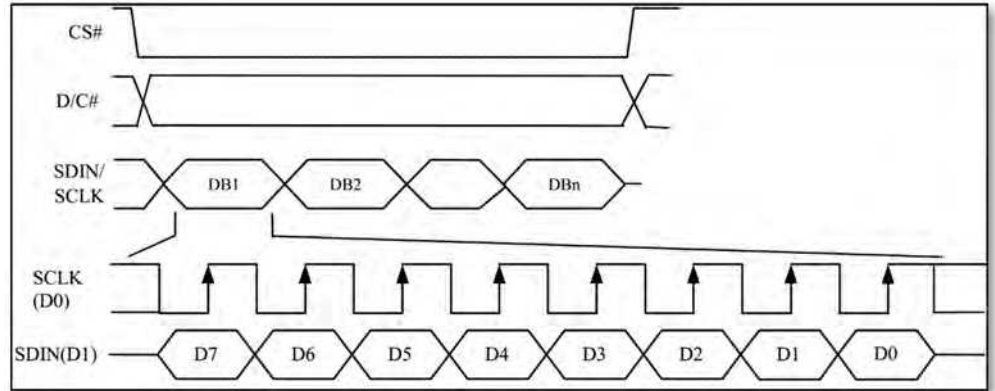 CS#
D/C#
SDIN/
SCLK
DB1 DB2 DBn
SCLK
(D0)
SDIN(D1) D7 D6 D5 D4 D3 D2 D1 D0